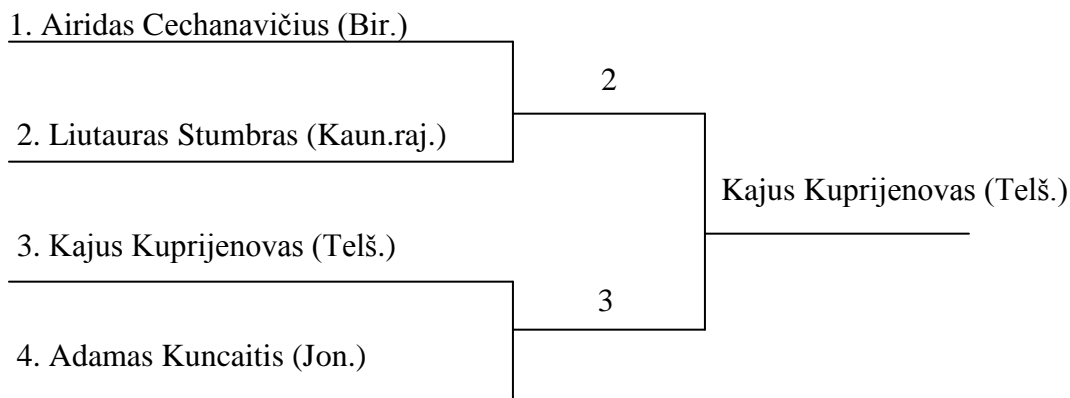 1. Airidas Cechanavičius (Bir.)
2
2. Liutauras Stumbras (Kaun.raj.)
Kajus Kuprijenovas (Telš.)
3. Kajus Kuprijenovas (Telš.)
3
4. Adamas Kuncaitis (Jon.)